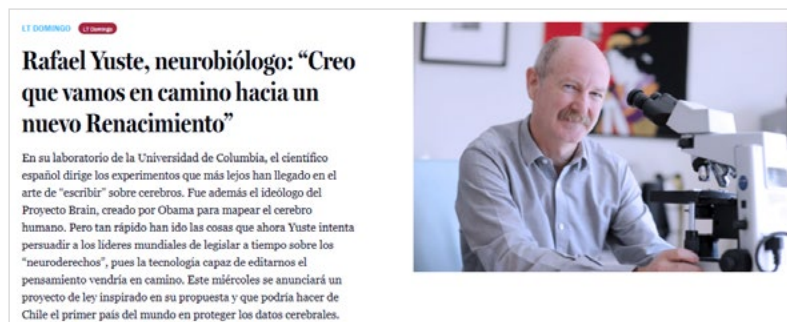 LT DOMINGO LT Domingo
Rafael Yuste, neurobiólogo: “Creo
que vamos en camino hacia un
nuevo Renacimiento”
En su laboratorio de la Universidad de Columbia, el científico
español dirige los experimentos que más lejos han llegado en el
arte de “escribir” sobre cerebros. Fue además el ideólogo del
Proyecto Brain, creado por Obama para mapear el cerebro
humano. Pero tan rápido han ido las cosas que ahora Yuste intenta
persuadir a los líderes mundiales de legislar a tiempo sobre los
“neuroderechos”, pues la tecnología capaz de editarnos el
pensamiento vendría en camino. Este miércoles se anunciará un
proyecto de ley inspirado en su propuesta y que podría hacer de
Chile el primer país del mundo en proteger los datos cerebrales.